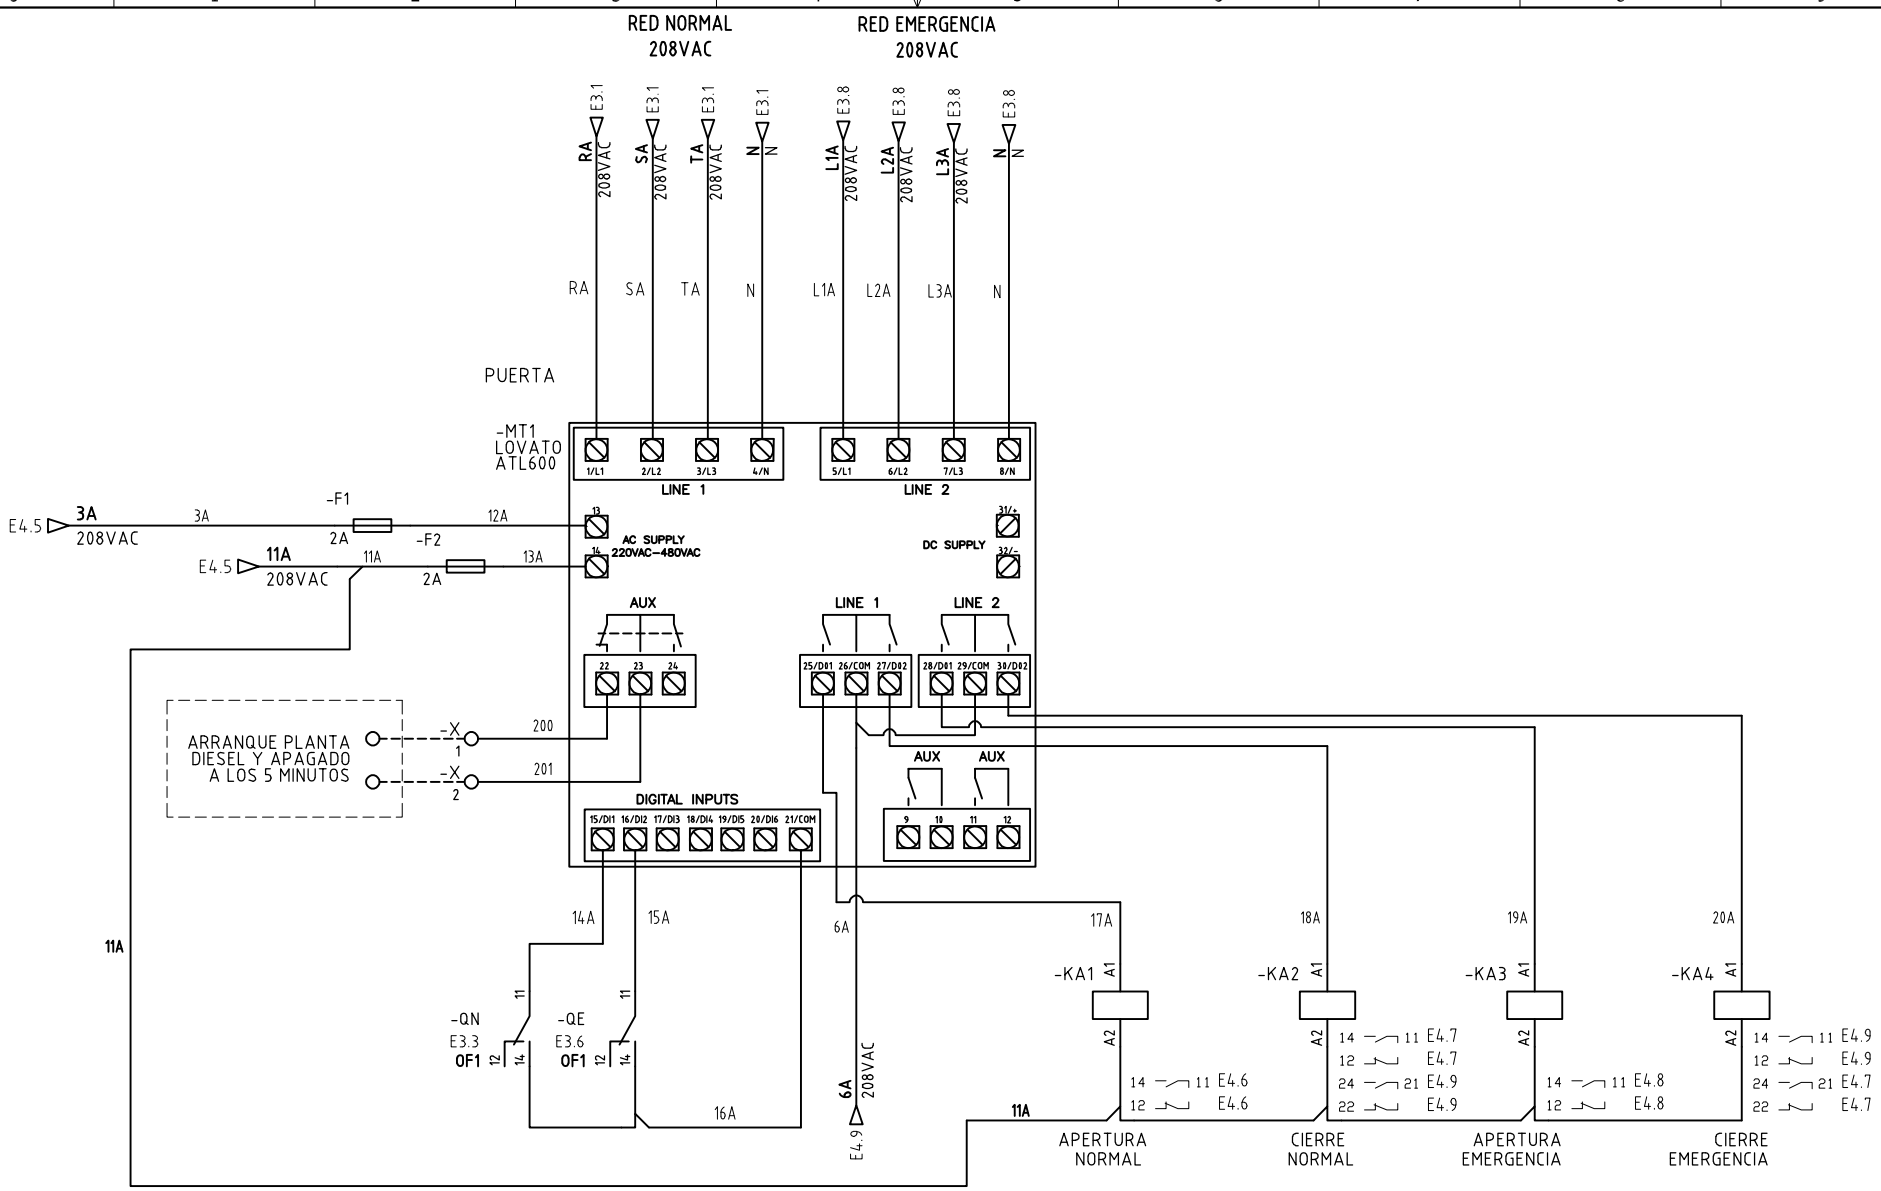 RED NORMAL
208VAC
RED EMERGENCIA
208VAC
E3.1
E3.1
E3.1
E3.1
E3.8
E3.8
E3.8
E3.8
RA
208VAC
SA
208VAC
TA
208VAC
N
N
L1A
208VAC
L2A
208VAC
L3A
208VAC
N
N
RA
SA
TA
N
L1A
L2A
L3A
N
PUERTA
-MT1
LOVATO
ATL600
1/L1
2/L2
3/L3
4/N
5/L1
6/L2
7/L3
8/N
LINE 1
LINE 2
E4.5
3A
208VAC
3A
-F1
2A
12A
13
31/+
E4.5
11A
208VAC
11A
-F2
2A
13A
14
AC SUPPLY
220VAC-480VAC
DC SUPPLY
32/-
AUX
LINE 1
LINE 2
22
23
24
25/D01
26/COM
27/D02
28/D01
29/COM
30/D02
ARRANQUE PLANTA
DIESEL Y APAGADO
A LOS 5 MINUTOS
-X
1
200
-X
2
201
AUX
AUX
DIGITAL INPUTS
15/DI1
16/DI2
17/DI3
18/DI4
19/DI5
20/DI6
21/COM
9
10
11
12
14A
15A
6A
17A
18A
19A
20A
11A
11
11
-QN
E3.3
OF1
12
14
-QE
E3.6
OF1
12
14
16A
6A
208VAC
E4.9
11A
-KA1
A1
A2
14
11
E4.6
12
E4.6
APERTURA
NORMAL
-KA2
A1
A2
14
11
E4.7
12
E4.7
24
21
E4.9
22
E4.9
CIERRE
NORMAL
-KA3
A1
A2
14
11
E4.8
12
E4.8
APERTURA
EMERGENCIA
-KA4
A1
A2
14
11
E4.9
12
E4.9
24
21
E4.7
22
E4.7
CIERRE
EMERGENCIA